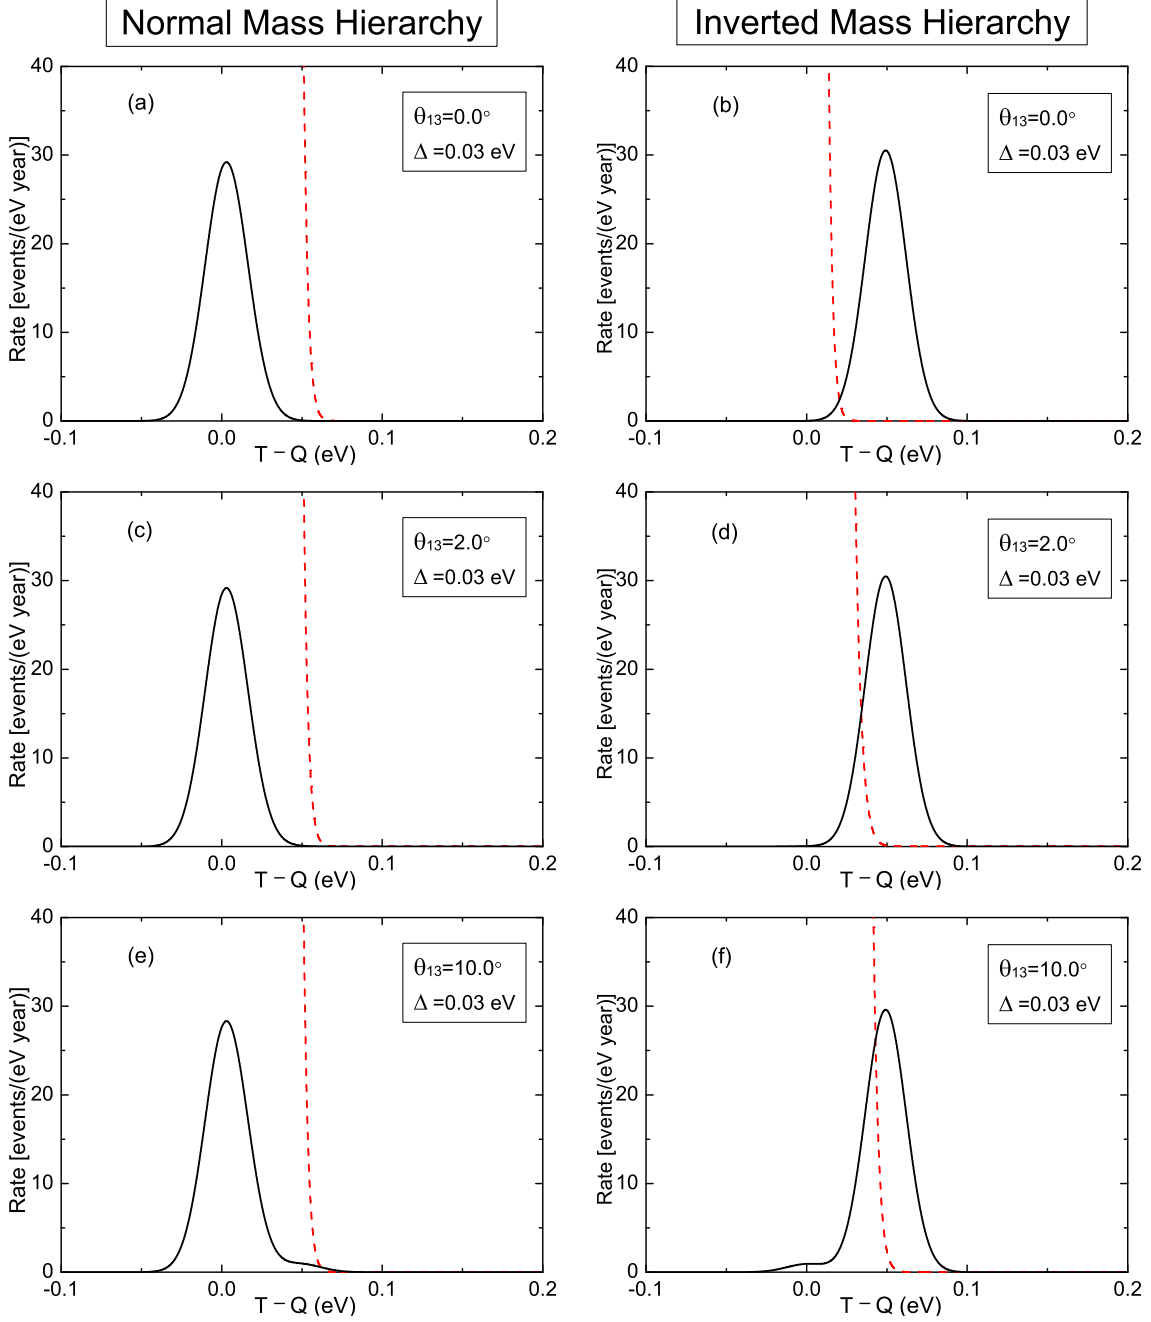 Normal Mass Hierarchy
Inverted Mass Hierarchy
(a)
θ13=0.0°
Δ =0.03 eV
Rate [events/(eV year)]
40
30
20
10
0
-0.1 0.0 0.1 0.2
T – Q (eV)
(b)
θ13=0.0°
Δ =0.03 eV
Rate [events/(eV year)]
40
30
20
10
0
-0.1 0.0 0.1 0.2
T – Q (eV)
(c)
θ13=2.0°
Δ =0.03 eV
Rate [events/(eV year)]
40
30
20
10
0
-0.1 0.0 0.1 0.2
T – Q (eV)
(d)
θ13=2.0°
Δ =0.03 eV
Rate [events/(eV year)]
40
30
20
10
0
-0.1 0.0 0.1 0.2
T – Q (eV)
(e)
θ13=10.0°
Δ =0.03 eV
Rate [events/(eV year)]
40
30
20
10
0
-0.1 0.0 0.1 0.2
T – Q (eV)
(f)
θ13=10.0°
Δ =0.03 eV
Rate [events/(eV year)]
40
30
20
10
0
-0.1 0.0 0.1 0.2
T – Q (eV)